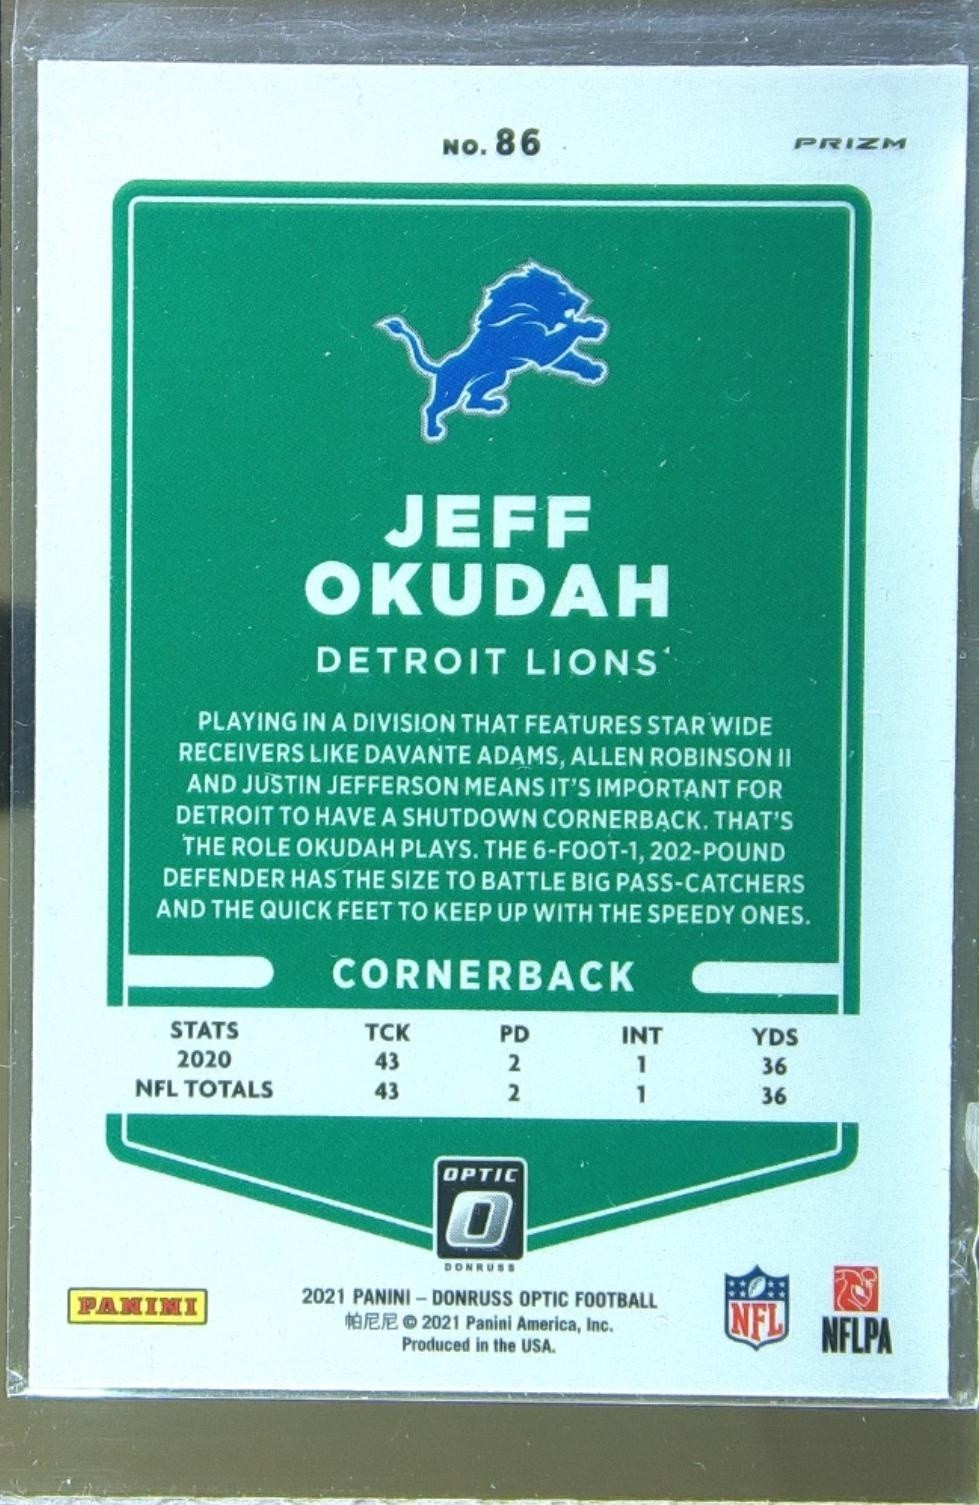 NO. 86
PRIZM
JEFF
OKUDAH
DETROIT LIONS
PLAYING IN A DIVISION THAT FEATURES STAR WIDE
RECEIVERS LIKE DAVANTE ADAMS, ALLEN ROBINSON II
AND JUSTIN JEFFERSON MEANS IT'S IMPORTANT FOR
DETROIT TO HAVE A SHUTDOWN CORNERBACK. THAT'S
THE ROLE OKUDAH PLAYS. THE 6-FOOT-1, 202-POUND
DEFENDER HAS THE SIZE TO BATTLE BIG PASS-CATCHERS
AND THE QUICK FEET TO KEEP UP WITH THE SPEEDY ONES.
CORNERBACK
STATS TCK PD INT YDS
2020 43 2 1 36
NFL TOTALS 43 2 1 36
OPTIC
O
DONRUSS
PANINI
2021 PANINI – DONRUSS OPTIC FOOTBALL
帕尼尼 © 2021 Panini America, Inc.
Produced in the USA.
NFL
NFLPA